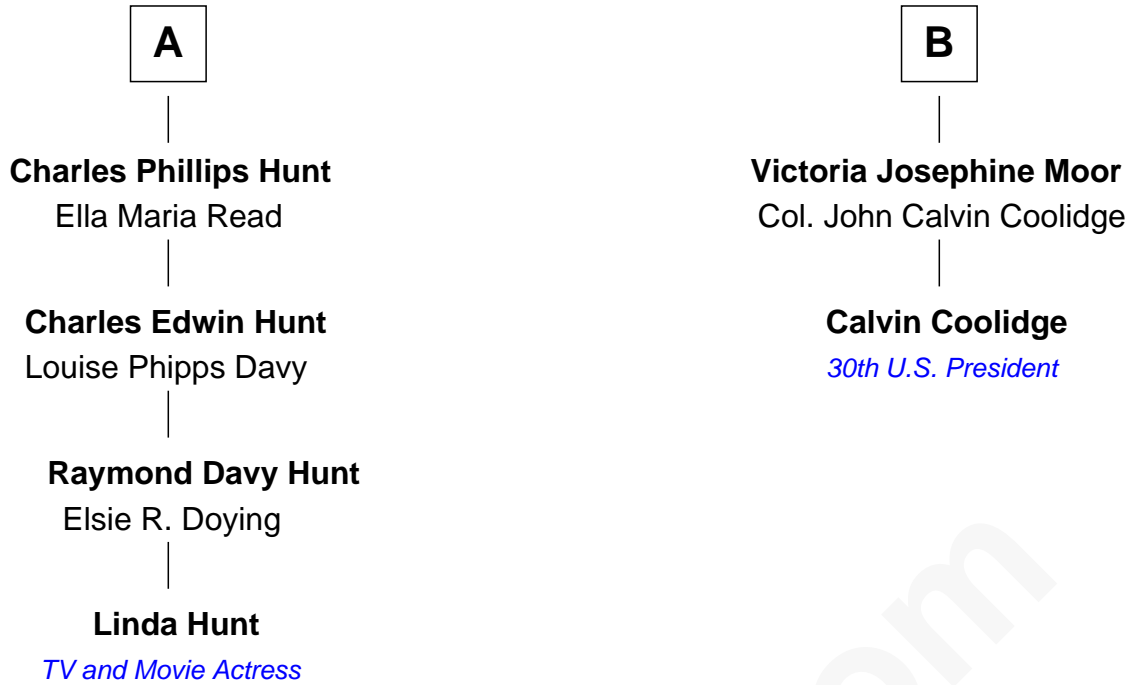 A
Charles Phillips Hunt
Ella Maria Read
Charles Edwin Hunt
Louise Phipps Davy
Raymond Davy Hunt
Elsie R. Doying
Linda Hunt
TV and Movie Actress
B
Victoria Josephine Moor
Col. John Calvin Coolidge
Calvin Coolidge
30th U.S. President
om